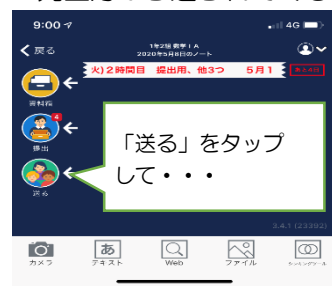 9:00
4G
戻る
1年2組 数学ⅠA
2020年5月8日のノート
火)2時間目 提出用、他3つ 5月1
資料箱
4
提出
送る
「送る」をタップ
して・・・
3.4.1 (23392)
カメラ
あ
テキスト
Web
ファイル